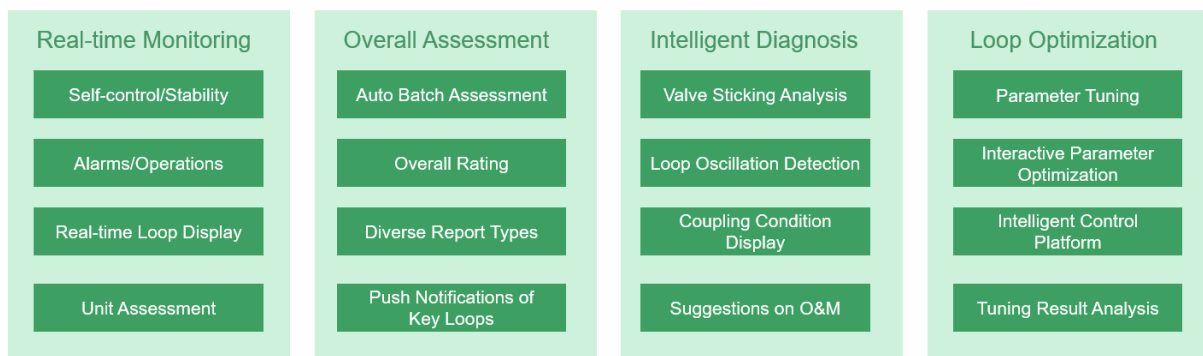 Real-time Monitoring
Self-control/Stability
Alarms/Operations
Real-time Loop Display
Unit Assessment
Overall Assessment
Auto Batch Assessment
Overall Rating
Diverse Report Types
Push Notifications of
Key Loops
Intelligent Diagnosis
Valve Sticking Analysis
Loop Oscillation Detection
Coupling Condition
Display
Suggestions on O&M
Loop Optimization
Parameter Tuning
Interactive Parameter
Optimization
Intelligent Control
Platform
Tuning Result Analysis